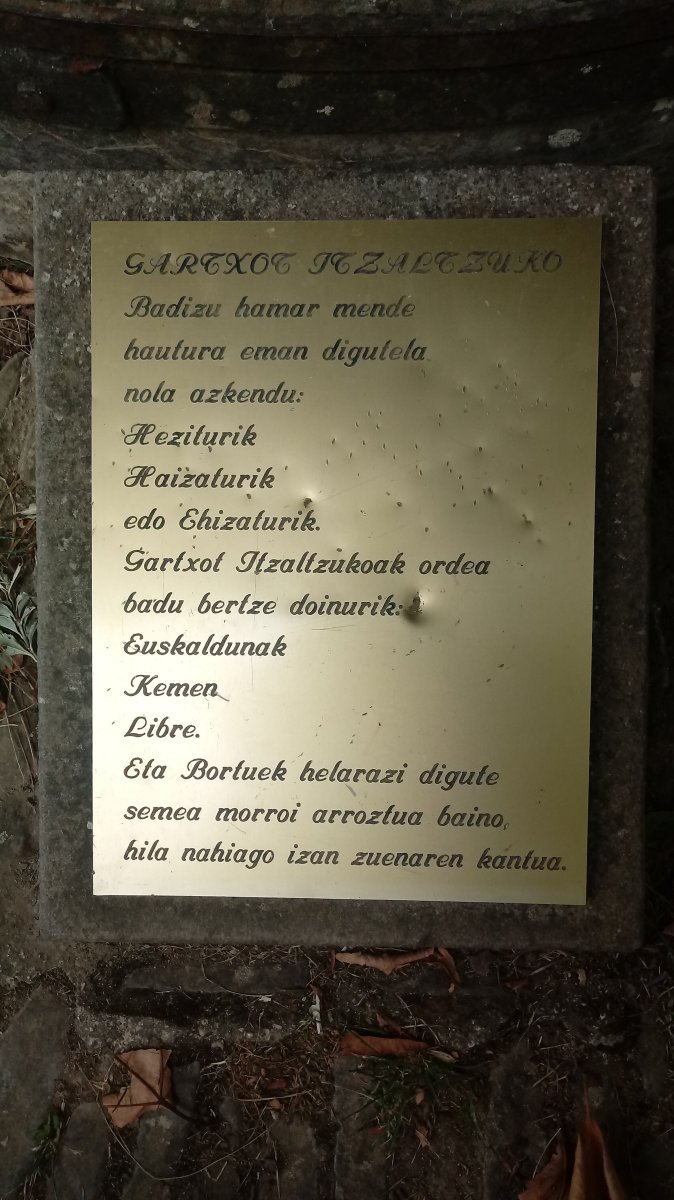 GARTXOT ITZALTZUKO
Badizu hamar mende
hautura eman digutela
nola azkendu:
Heziturik
Haizaturik
edo Ehizaturik.
Gartxot Itzaltzukoak ordea
badu bertze doinurik:
Euskaldunak
Kemen
Libre.
Eta Bortuek helarazi digute
semea morroi arroztua baino,
hila nahiago izan zuenaren kantua.